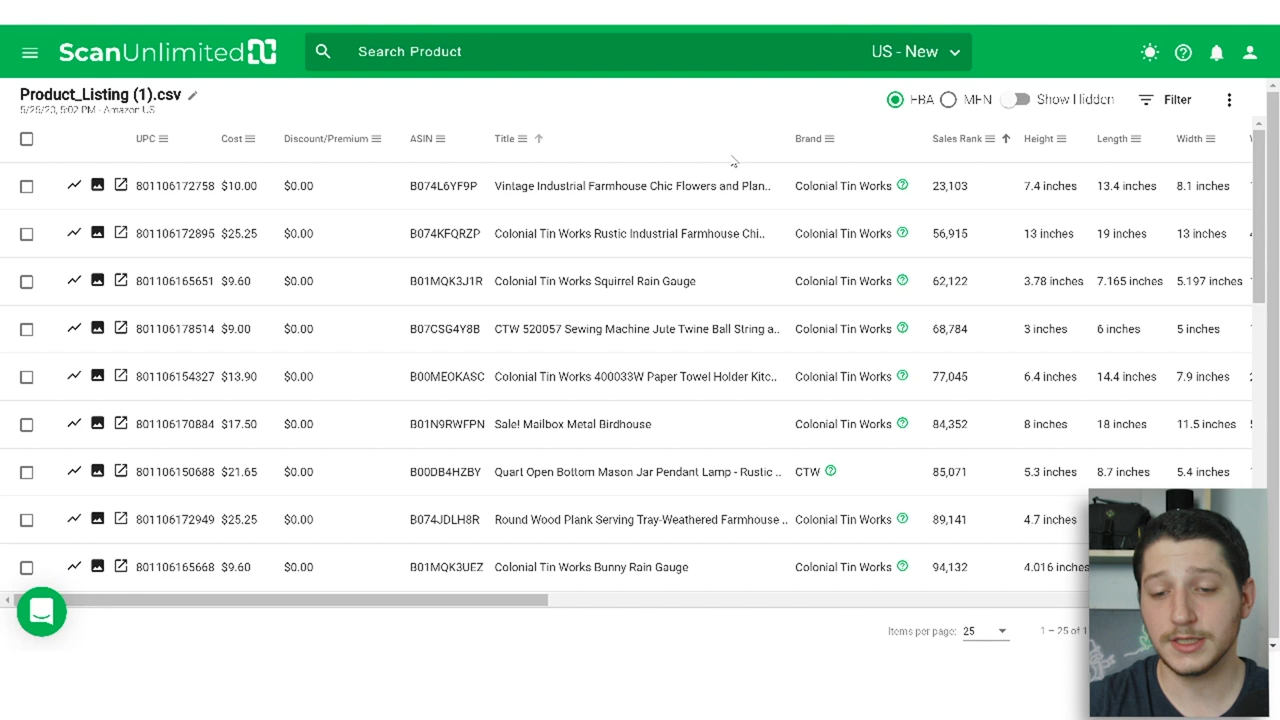 ScanUnlimited
Search Product
US - New
Product_Listing (1).csv
FBA MFN Show Hidden Filter
5/25/23, 5:02 PM - Amazon US
UPC Cost Discount/Premium ASIN Title Brand Sales Rank Height Length Width
801106172758 $10.00 $0.00 B074L6YF9P Vintage Industrial Farmhouse Chic Flowers and Plan.. Colonial Tin Works 23,103 7.4 inches 13.4 inches 8.1 inches
801106172895 $25.25 $0.00 B074KFQRZP Colonial Tin Works Rustic Industrial Farmhouse Chi.. Colonial Tin Works 56,915 13 inches 19 inches 13 inches
801106165651 $9.60 $0.00 B01MQK3J1R Colonial Tin Works Squirrel Rain Gauge Colonial Tin Works 62,122 3.78 inches 7.165 inches 5.197 inches
801106178514 $9.00 $0.00 B07CSG4Y8B CTW 520057 Sewing Machine Jute Twine Ball String a.. Colonial Tin Works 68,784 3 inches 6 inches 5 inches
801106154327 $13.90 $0.00 B00MEOKASC Colonial Tin Works 400033W Paper Towel Holder Kitc.. Colonial Tin Works 77,045 6.4 inches 14.4 inches 7.9 inches
801106170884 $17.50 $0.00 B01N9RWFPN Sale! Mailbox Metal Birdhouse Colonial Tin Works 84,352 8 inches 18 inches 11.5 inches
801106150688 $21.65 $0.00 B00DB4HZBY Quart Open Bottom Mason Jar Pendant Lamp - Rustic .. CTW 85,071 5.3 inches 8.7 inches 5.4 inches
801106172949 $25.25 $0.00 B074JDLH8R Round Wood Plank Serving Tray-Weathered Farmhouse .. Colonial Tin Works 89,141 4.7 inches
801106165668 $9.60 $0.00 B01MQK3UEZ Colonial Tin Works Bunny Rain Gauge Colonial Tin Works 94,132 4.016 inches
Items per page: 25 1 – 25 of 1